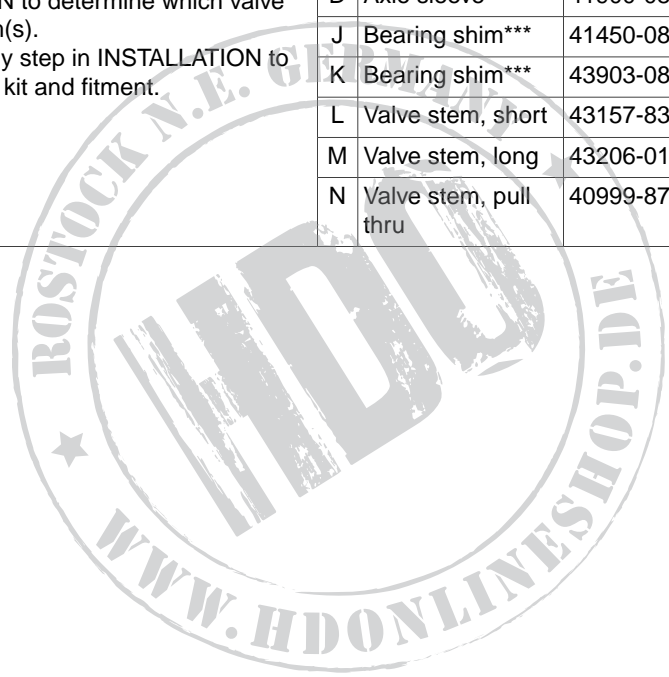 N to determine which valve
n(s).
y step in INSTALLATION to
kit and fitment.
J Bearing shim*** 41450-08
K Bearing shim*** 43903-08
L Valve stem, short 43157-83
M Valve stem, long 43206-01
N Valve stem, pull thru 40999-87
ROSTOCK N.E. GERMANY
HDO
WWW.HDONLINESHOP.DE